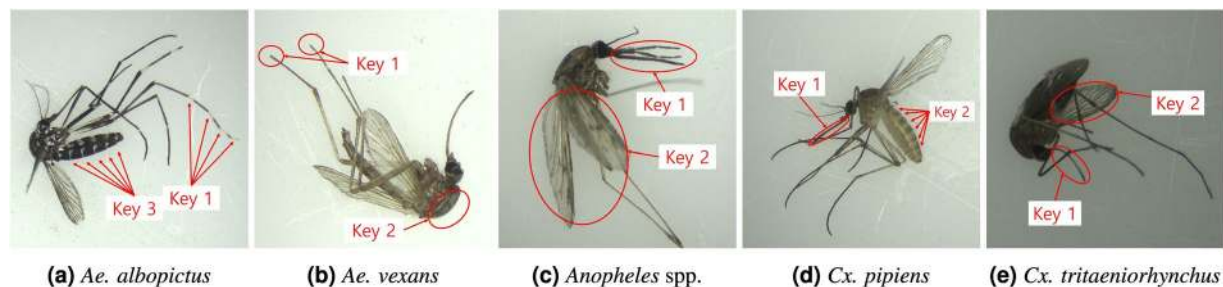 Key 3
Key 1
Key 1
Key 2
Key 1
Key 2
Key 1
Key 2
Key 2
Key 1
(a) Ae. albopictus
(b) Ae. vexans
(c) Anopheles spp.
(d) Cx. pipiens
(e) Cx. tritaeniorhynchus